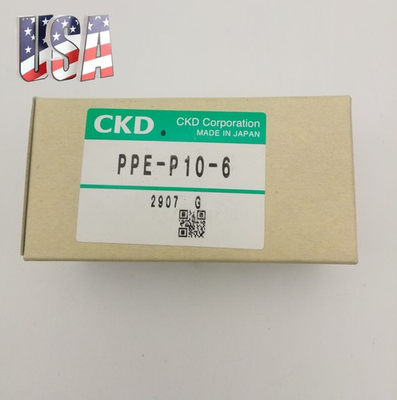 USA
CKD.
CKD Corporation
MADE IN JAPAN
PPE-P10-6
2907 G